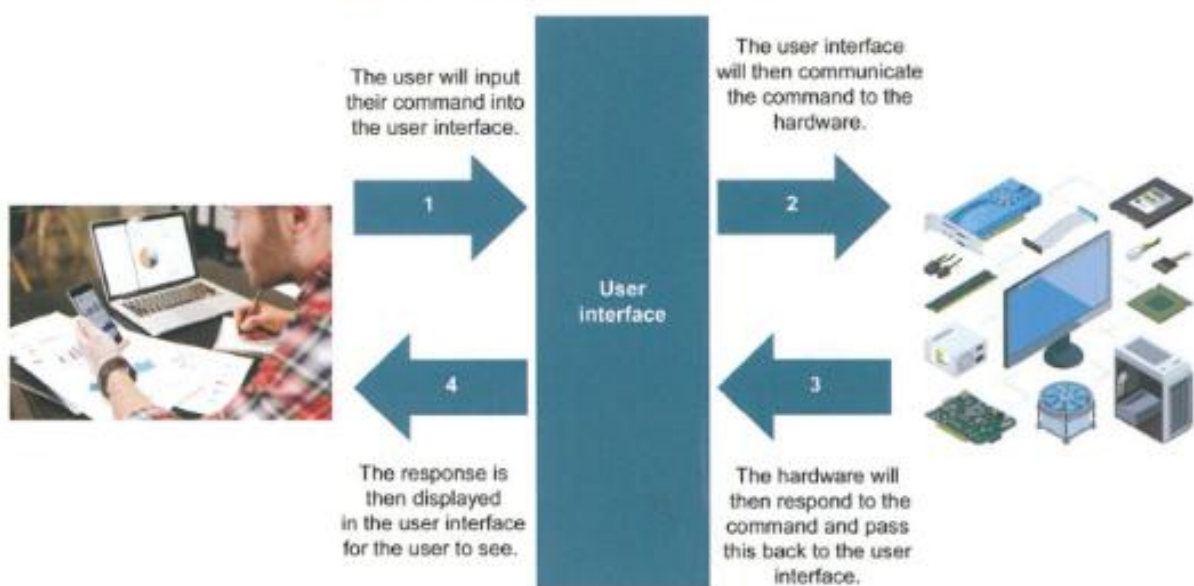 The user will input
their command into
the user interface.
1
The user interface
will then communicate
the command to the
hardware.
2
User
interface
4
The response is
then displayed
in the user interface
for the user to see.
3
The hardware will
then respond to the
command and pass
this back to the user
interface.